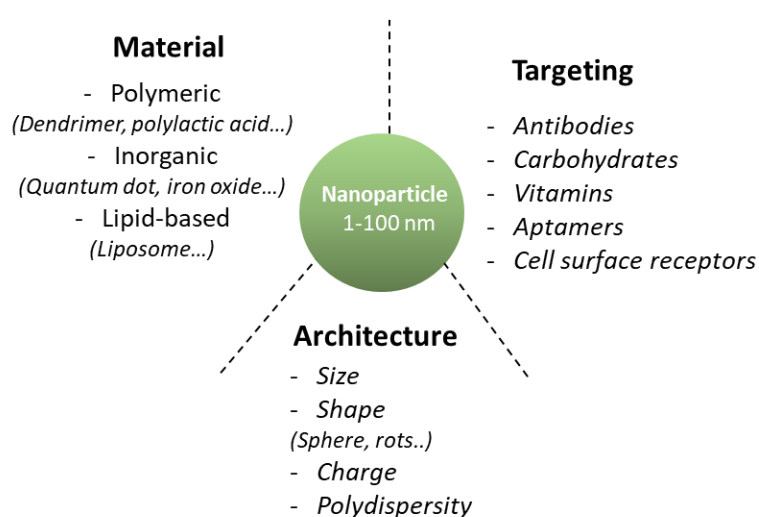 Material
- Polymeric
(Dendrimer, polylactic acid...)
- Inorganic
(Quantum dot, iron oxide...)
- Lipid-based
(Liposome...)
Targeting
- Antibodies
- Carbohydrates
- Vitamins
- Aptamers
- Cell surface receptors
Nanoparticle
1-100 nm
Architecture
- Size
- Shape
(Sphere, rots..)
- Charge
- Polydispersity